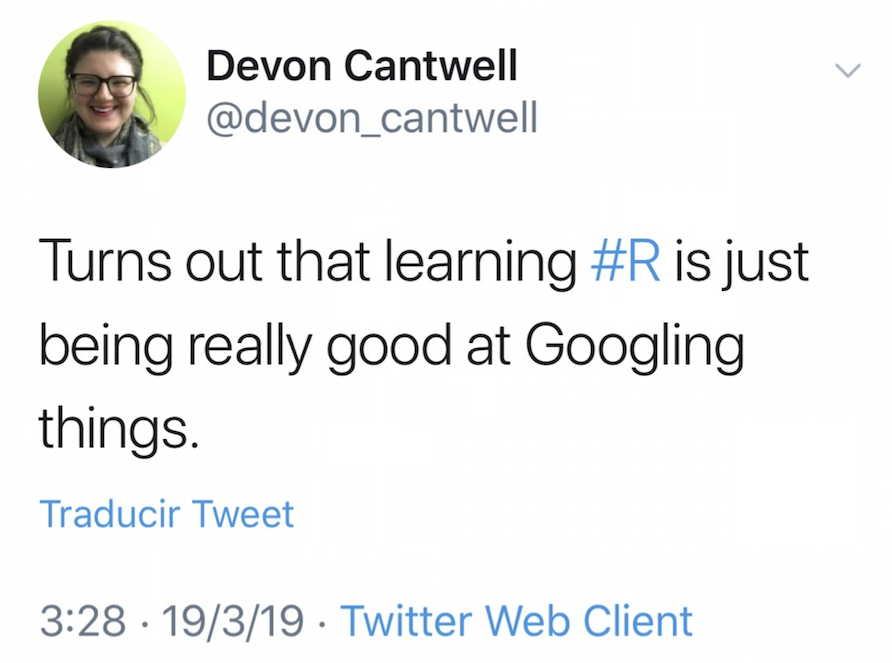 Devon Cantwell
@devon_cantwell
Turns out that learning #R is just
being really good at Googling
things.
Traducir Tweet
3:28 · 19/3/19 · Twitter Web Client